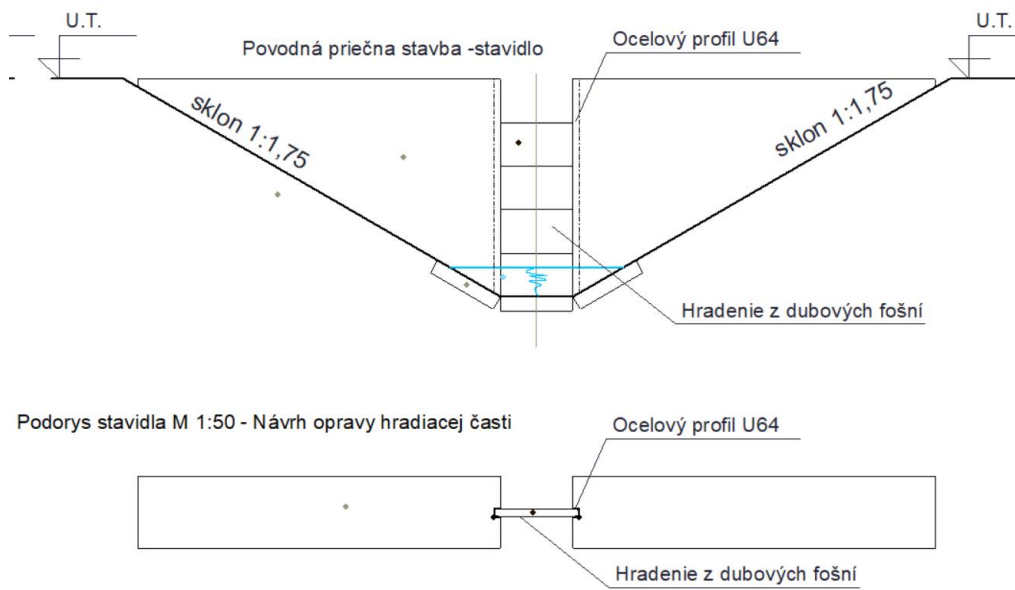 U.T.
U.T.
Povodná priečna stavba -stavidlo
Ocelový profil U64
sklon 1:1,75
sklon 1:1,75
Hradenie z dubových fošní
Podorys stavidla M 1:50 - Návrh opravy hradiacej časti
Ocelový profil U64
Hradenie z dubových fošní